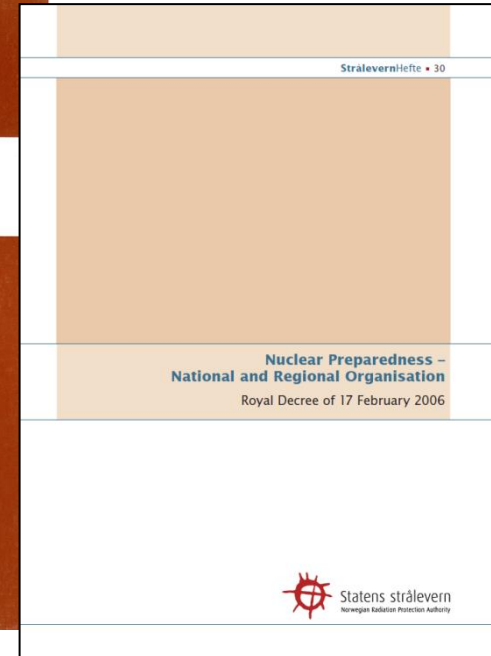 StrålevernHefte • 30
Nuclear Preparedness –
National and Regional Organisation
Royal Decree of 17 February 2006
Statens strålevern
Norwegian Radiation Protection Authority